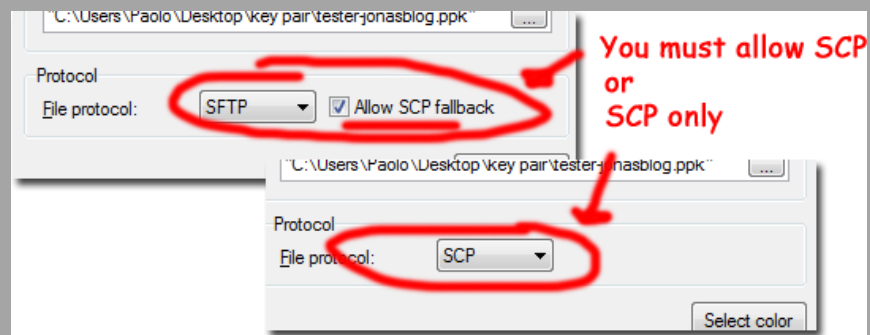 "C:\Users\Paolo\Desktop\key pair\tester-jonasblog.ppk"
...
You must allow SCP
or
SCP only
Protocol
File protocol:
SFTP
Allow SCP fallback
"C:\Users\Paolo\Desktop\key pair\tester-jonasblog.ppk"
...
Protocol
File protocol:
SCP
Select color